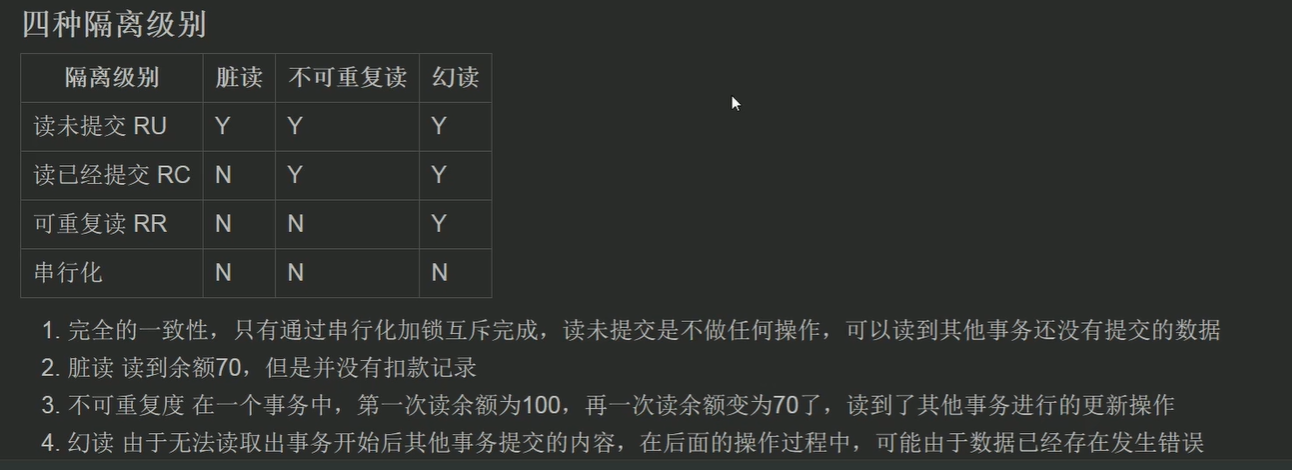 四种隔离级别
隔离级别 脏读 不可重复读 幻读
读未提交 RU Y Y Y
读已经提交 RC N Y Y
可重复读 RR N N Y
串行化 N N N
1. 完全的一致性，只有通过串行化加锁互斥完成，读未提交是不做任何操作，可以读到其他事务还没有提交的数据
2. 脏读 读到余额70，但是并没有扣款记录
3. 不可重复度 在一个事务中，第一次读余额为100，再一次读余额变为70了，读到了其他事务进行的更新操作
4. 幻读 由于无法读取出事务开始后其他事务提交的内容，在后面的操作过程中，可能由于数据已经存在发生错误